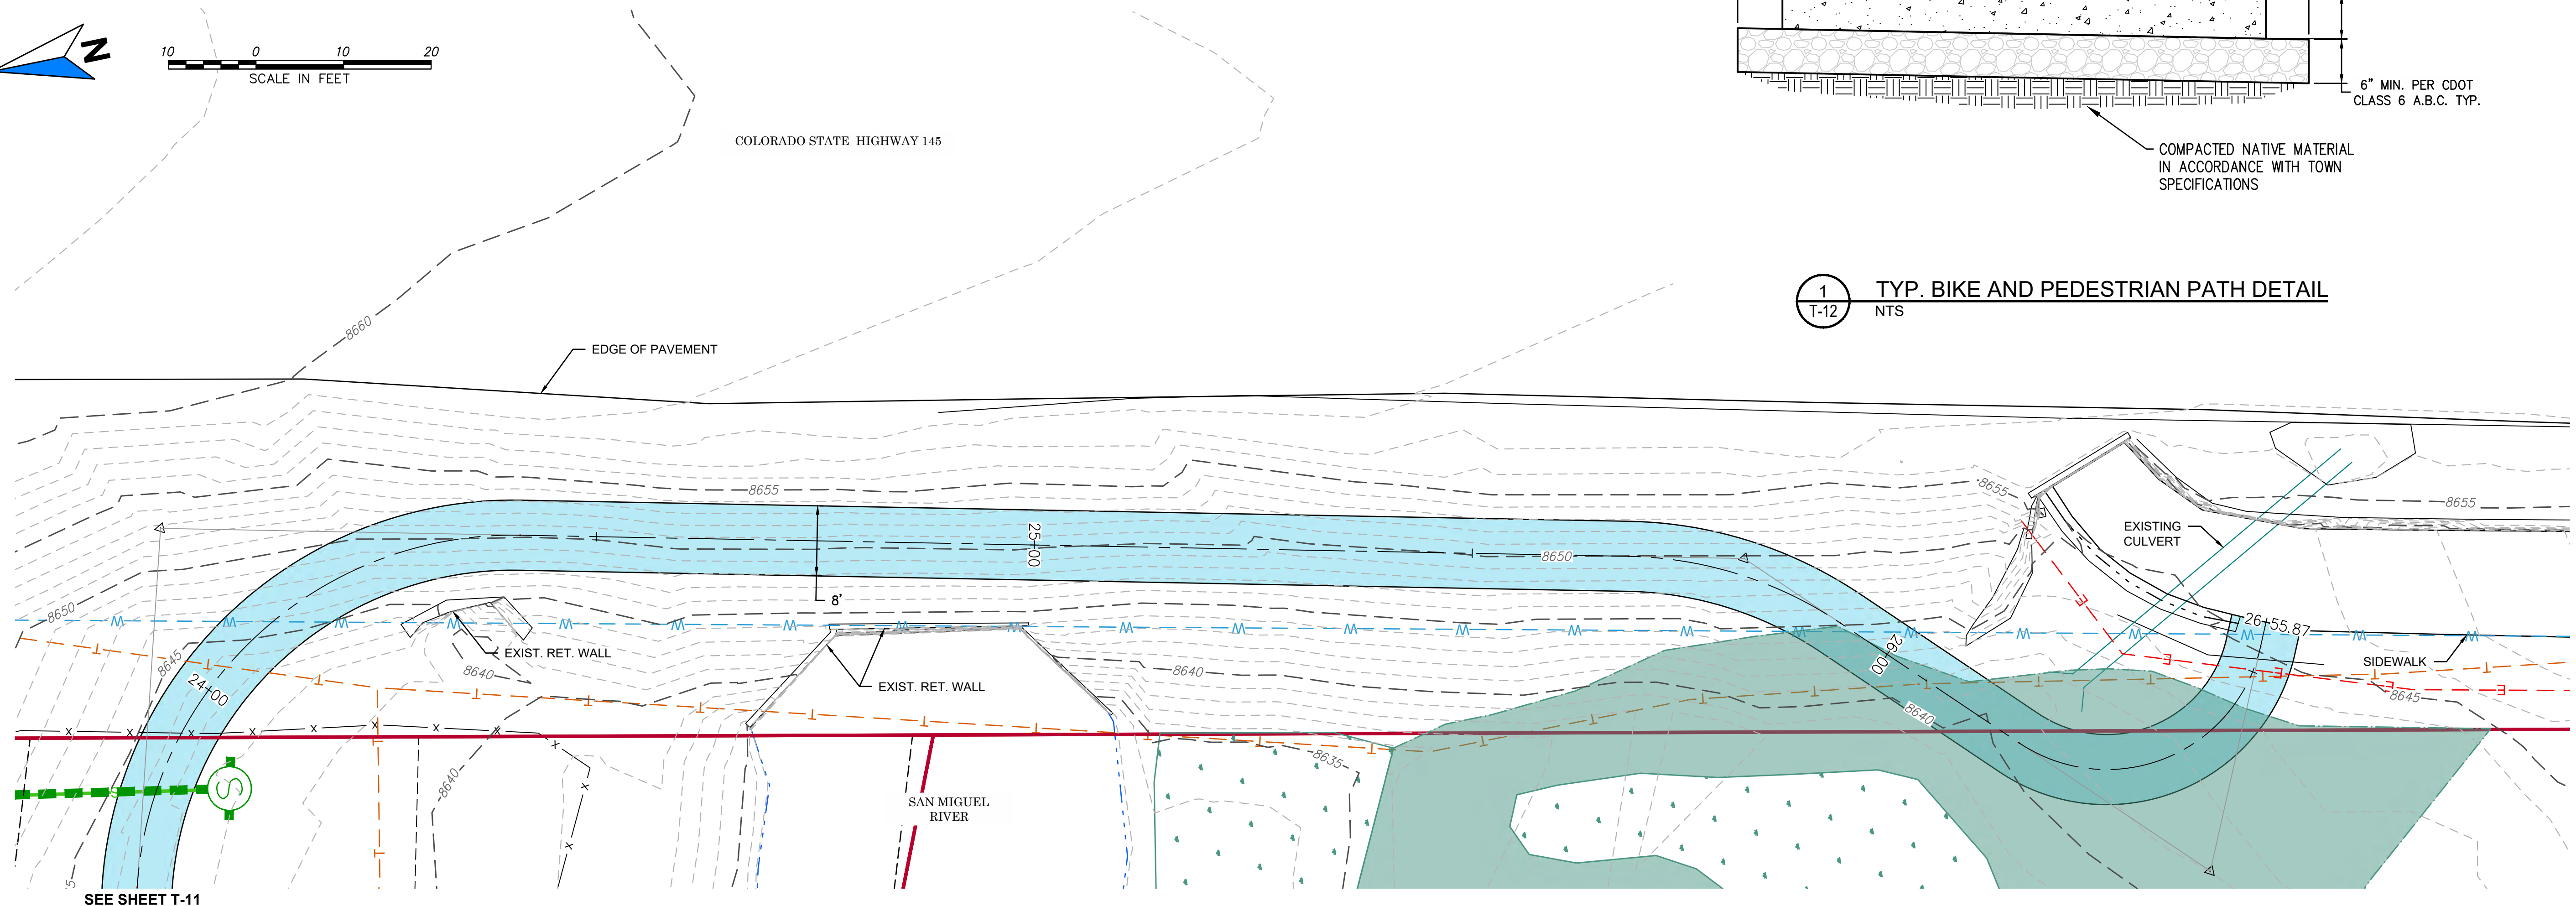 N
10 0 10 20
SCALE IN FEET
6" MIN. PER CDOT
CLASS 6 A.B.C. TYP.
COMPACTED NATIVE MATERIAL
IN ACCORDANCE WITH TOWN
SPECIFICATIONS
COLORADO STATE HIGHWAY 145
1
T-12
TYP. BIKE AND PEDESTRIAN PATH DETAIL
NTS
8660
EDGE OF PAVEMENT
8655
8655
8655
EXISTING
CULVERT
25+00
8650
8650
8'
W W W W W W W W W W W W W W W W W W W W W W
26+55.87
EXIST. RET. WALL
SIDEWALK
8645
24+00
8640
EXIST. RET. WALL
8640
26+00
8640
8645
E E E E E
T T T T T T T T T T T T T T T T T T T T
X X X X X X X X X X
8635
8640
S
S
SAN MIGUEL
RIVER
5
SEE SHEET T-11